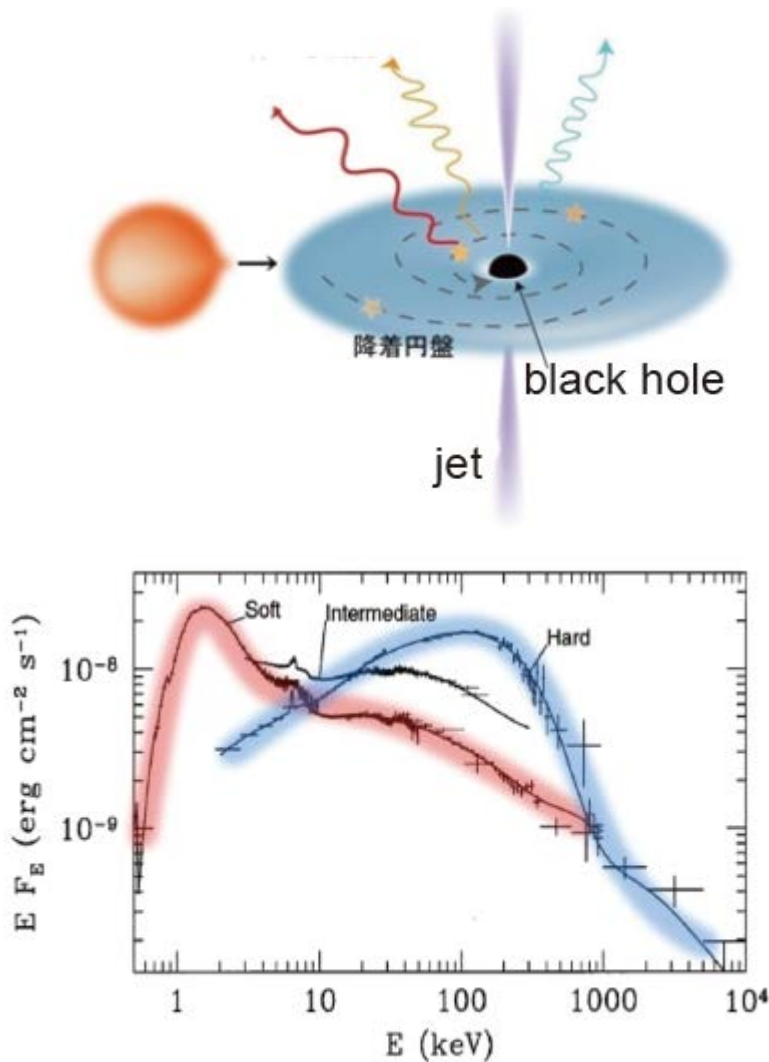 降着円盤
black hole
jet
Soft
Intermediate
Hard
10⁻⁸
10⁻⁹
E F_E (erg cm⁻² s⁻¹)
1
10
100
1000
10⁴
E (keV)